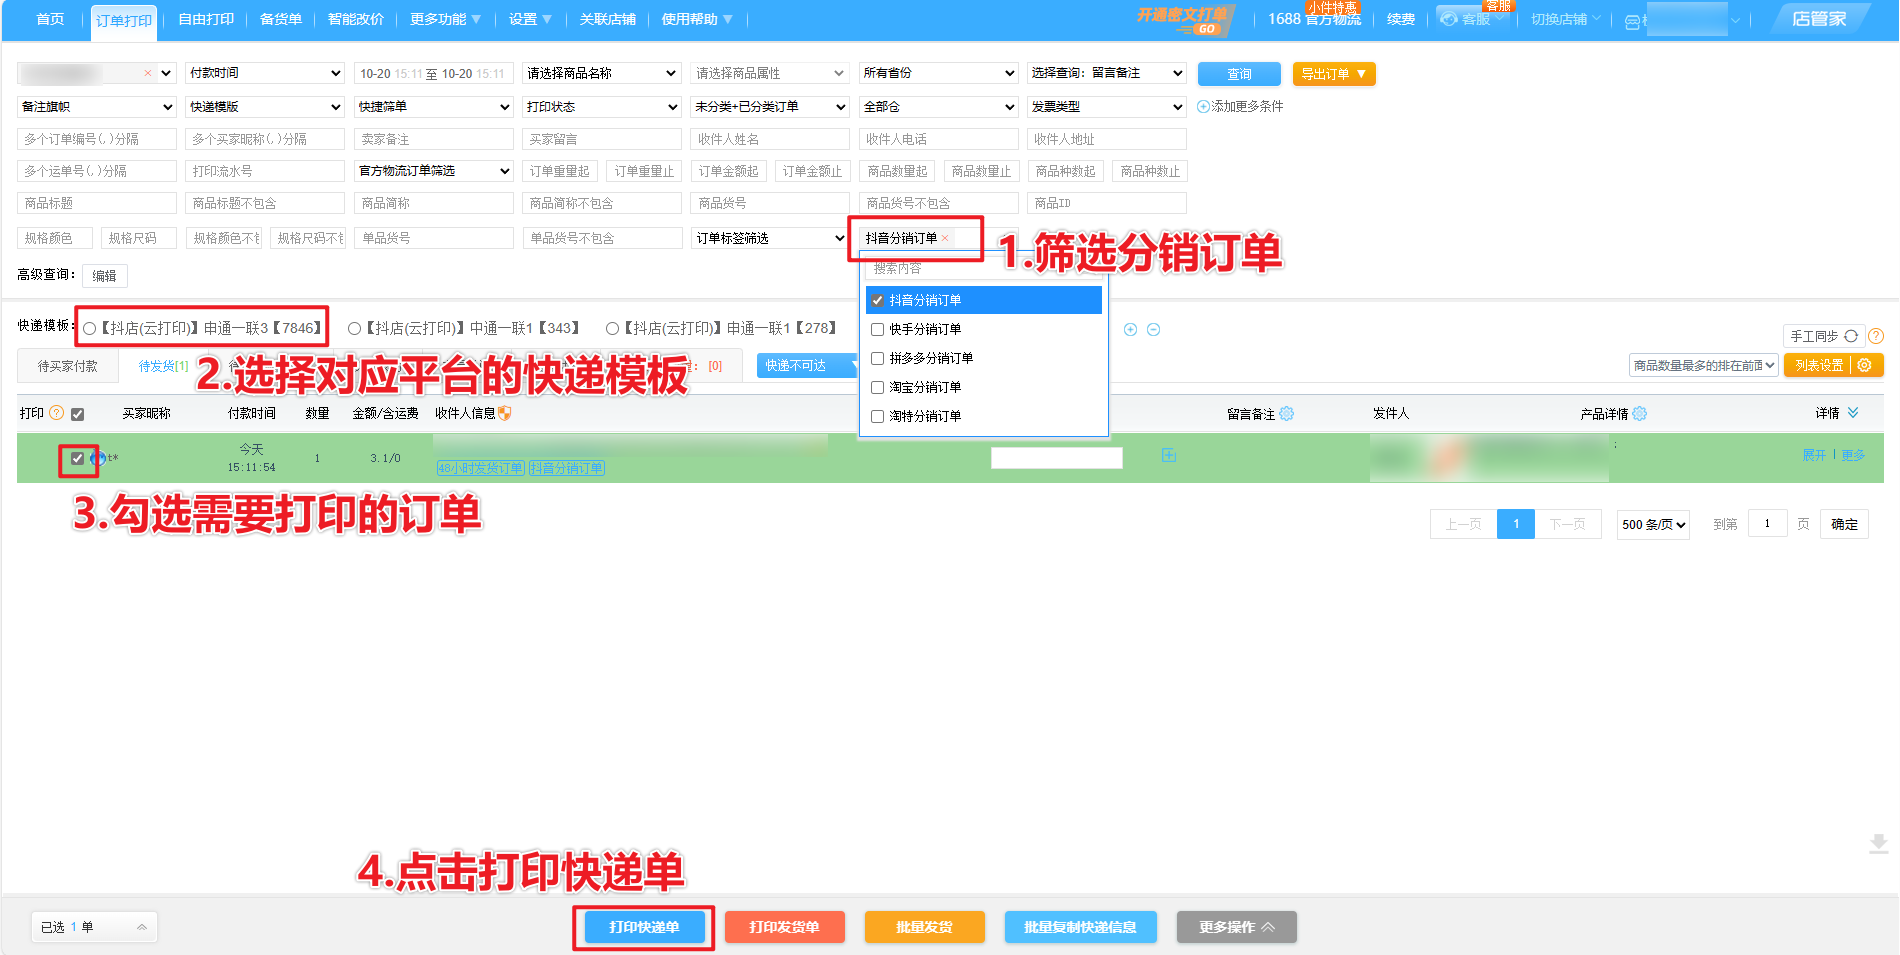 首页 订单打印 自由打印 备货单 智能改价 更多功能 设置 关联店铺 使用帮助 开通密文打单 GO 1688 官方物流 小件特惠 续费 客服 客服 切换店铺 店管家
付款时间 10-20 15:11 至 10-20 15:11 请选择商品名称 请选择商品属性 所有省份 选择查询：留言备注 查询 导出订单
备注旗帜 快递模版 快捷筛单 打印状态 未分类+已分类订单 全部仓 发票类型 添加更多条件
多个订单编号(,)分隔 多个买家昵称(,)分隔 卖家备注 买家留言 收件人姓名 收件人电话 收件人地址
多个运单号(,)分隔 打印流水号 官方物流订单筛选 订单重量起 订单重量止 订单金额起 订单金额止 商品数量起 商品数量止 商品种数起 商品种数止
商品标题 商品标题不包含 商品简称 商品简称不包含 商品货号 商品货号不包含 商品ID
规格颜色 规格尺码 规格颜色不 规格尺码不 单品货号 单品货号不包含 订单标签筛选 抖音分销订单 ×
1.筛选分销订单
高级查询： 编辑
搜索内容
抖音分销订单
快手分销订单
拼多多分销订单
淘宝分销订单
淘特分销订单
快递模板： 【抖店(云打印)】申通一联3【7846】 【抖店(云打印)】中通一联1【343】 【抖店(云打印)】申通一联1【278】
手工同步
待买家付款 待发货[1] [0] 快递不可达 商品数量最多的排在前面 列表设置
2.选择对应平台的快递模板
打印 买家昵称 付款时间 数量 金额/含运费 收件人信息 留言备注 发件人 产品详情 详情
t* 今天 15:11:54 1 3.1/0 48小时发货订单 抖音分销订单 展开 更多
3.勾选需要打印的订单
上一页 1 下一页 500 条/页 到第 1 页 确定
4.点击打印快递单
已选 1 单 打印快递单 打印发货单 批量发货 批量复制快递信息 更多操作